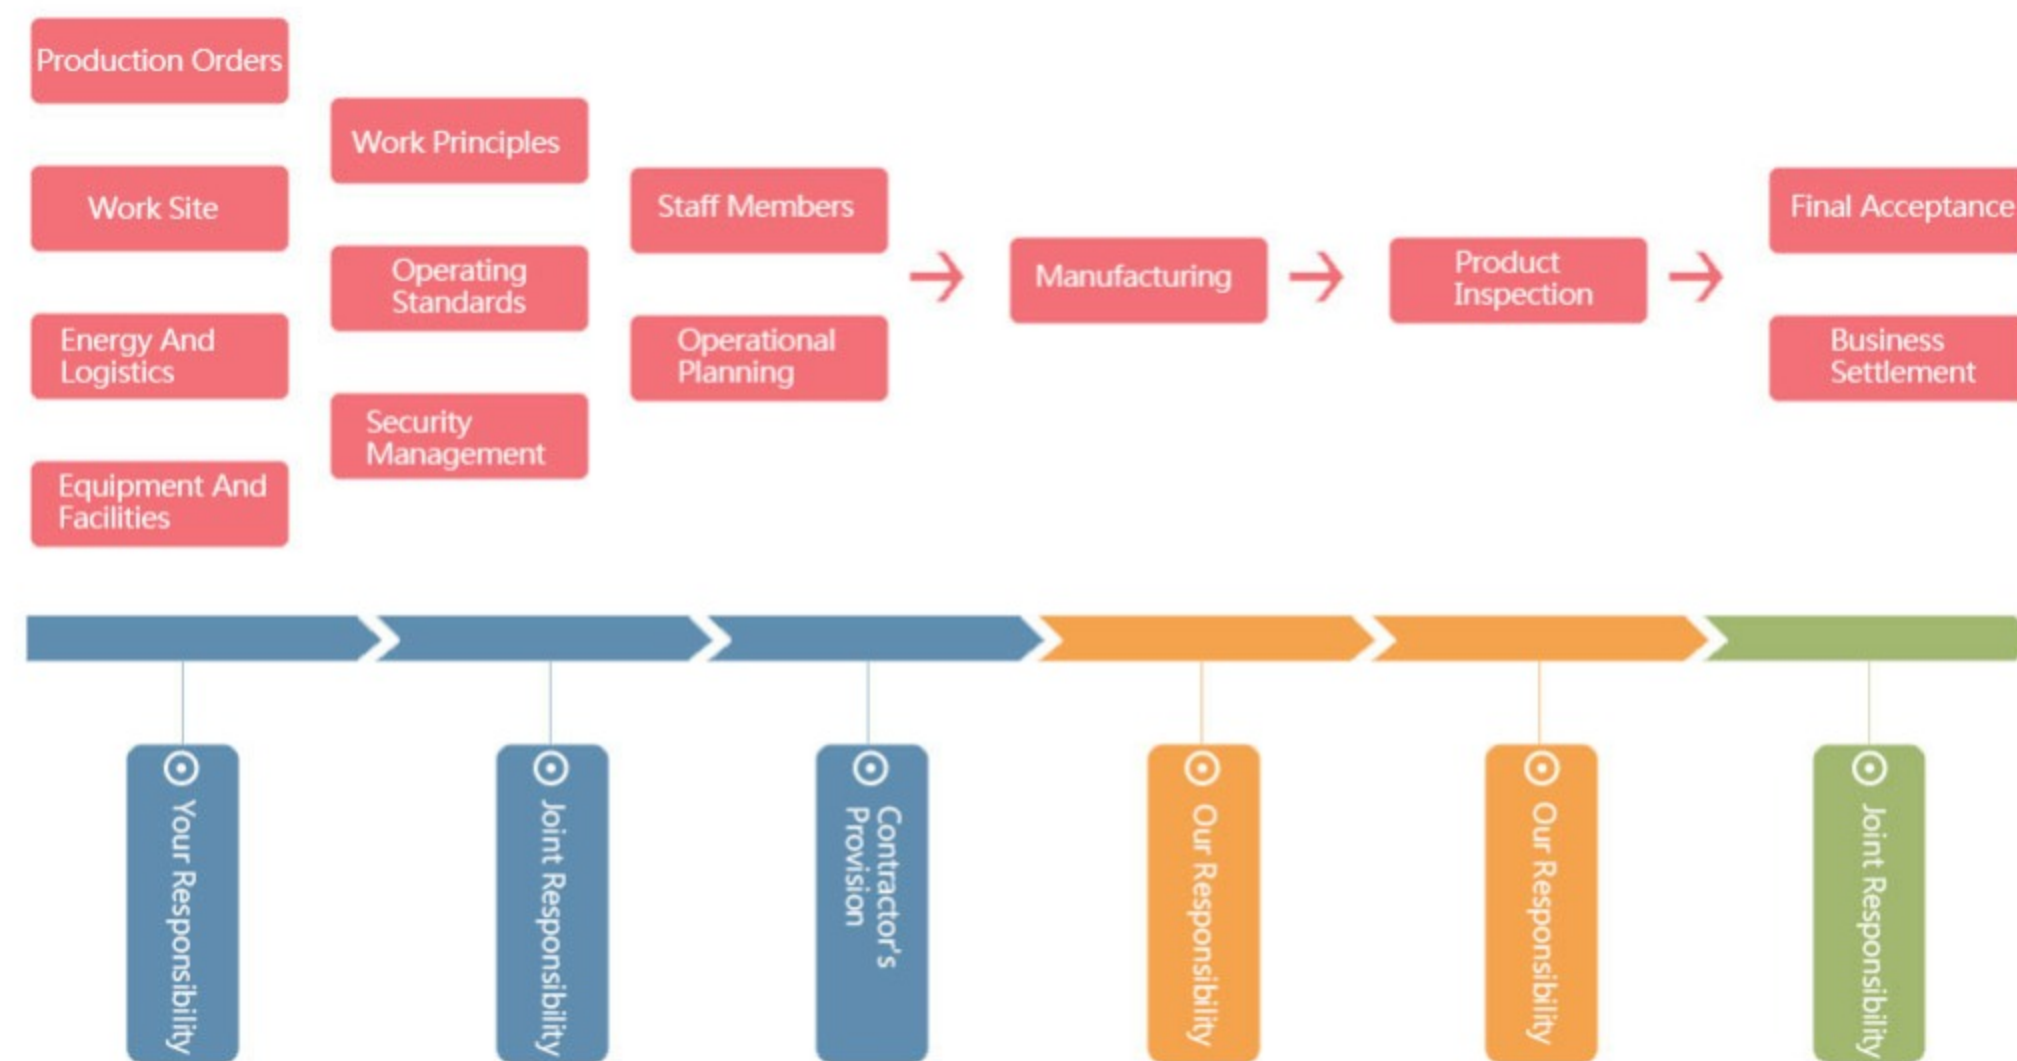 Production Orders
Work Site
Energy And
Logistics
Equipment And
Facilities
Work Principles
Operating
Standards
Security
Management
Staff Members
Operational
Planning
Manufacturing
Product
Inspection
Final Acceptance
Business
Settlement
Your Responsibility
Joint Responsibility
Contractor's
Provision
Our Responsibility
Our Responsibility
Joint Responsibility